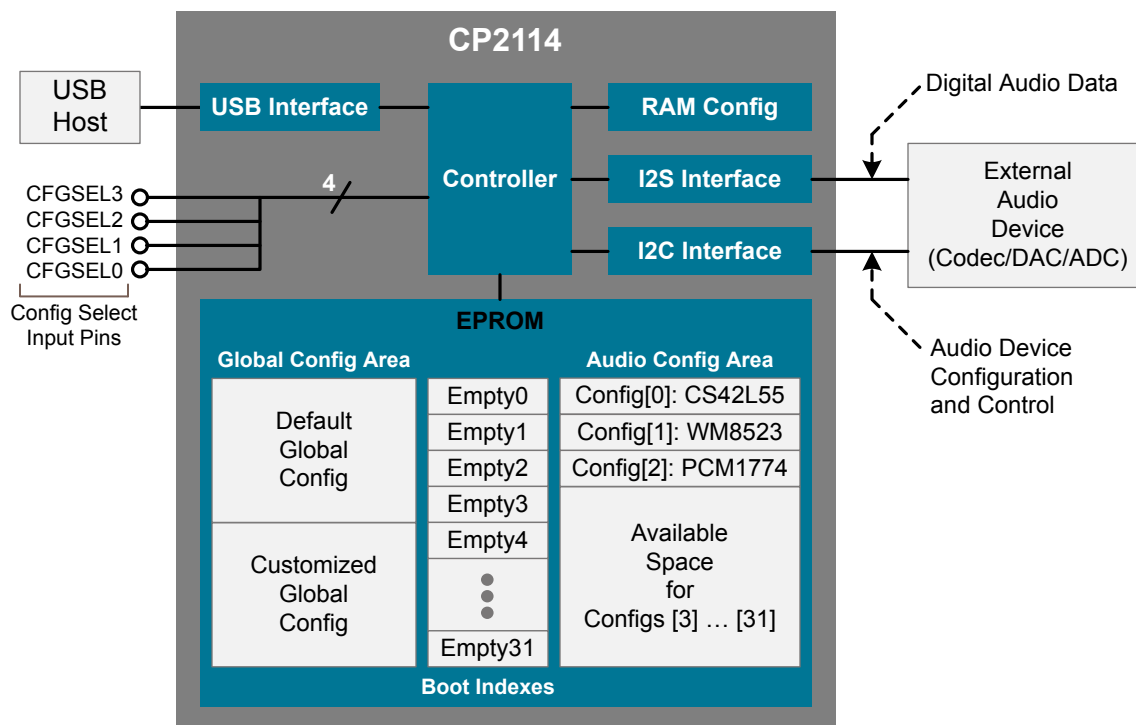 CP2114
USB
Host
USB Interface
Controller
RAM Config
I2S Interface
I2C Interface
Digital Audio Data
External
Audio
Device
(Codec/DAC/ADC)
Audio Device
Configuration
and Control
4
CFGSEL3
CFGSEL2
CFGSEL1
CFGSEL0
Config Select
Input Pins
EPROM
Global Config Area
Default
Global
Config
Customized
Global
Config
Empty0
Empty1
Empty2
Empty3
Empty4
Empty31
Boot Indexes
Audio Config Area
Config[0]: CS42L55
Config[1]: WM8523
Config[2]: PCM1774
Available
Space
for
Configs [3] … [31]